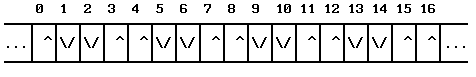 0 1 2 3 4 5 6 7 8 9 10 11 12 13 14 15 16
... ^ \/ \/ ^ ^ \/ \/ ^ ^ \/ \/ ^ ^ \/ \/ ^ ^ ...